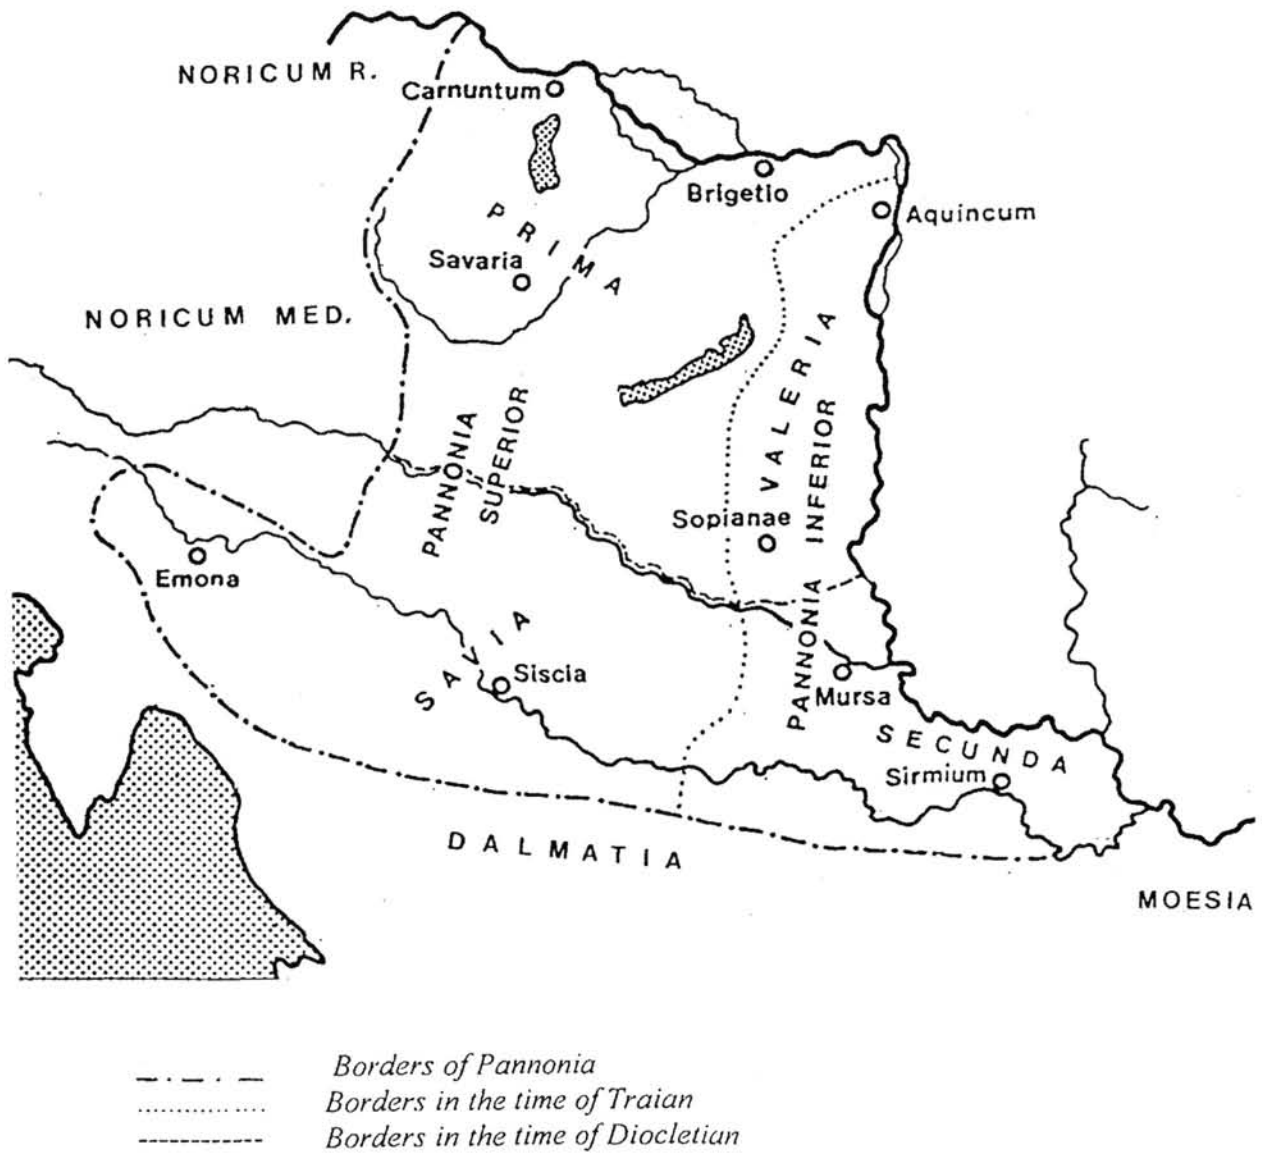 NORICUM R.
Carnuntum
Brigetio
Aquincum
PRIMA
Savaria
NORICUM MED.
VALERIA
PANNONIA
SUPERIOR
PANNONIA INFERIOR
Sopianae
Emona
SAVIA
Siscia
Mursa
SECUNDA
Sirmium
DALMATIA
MOESIA
Borders of Pannonia
Borders in the time of Traian
Borders in the time of Diocletian